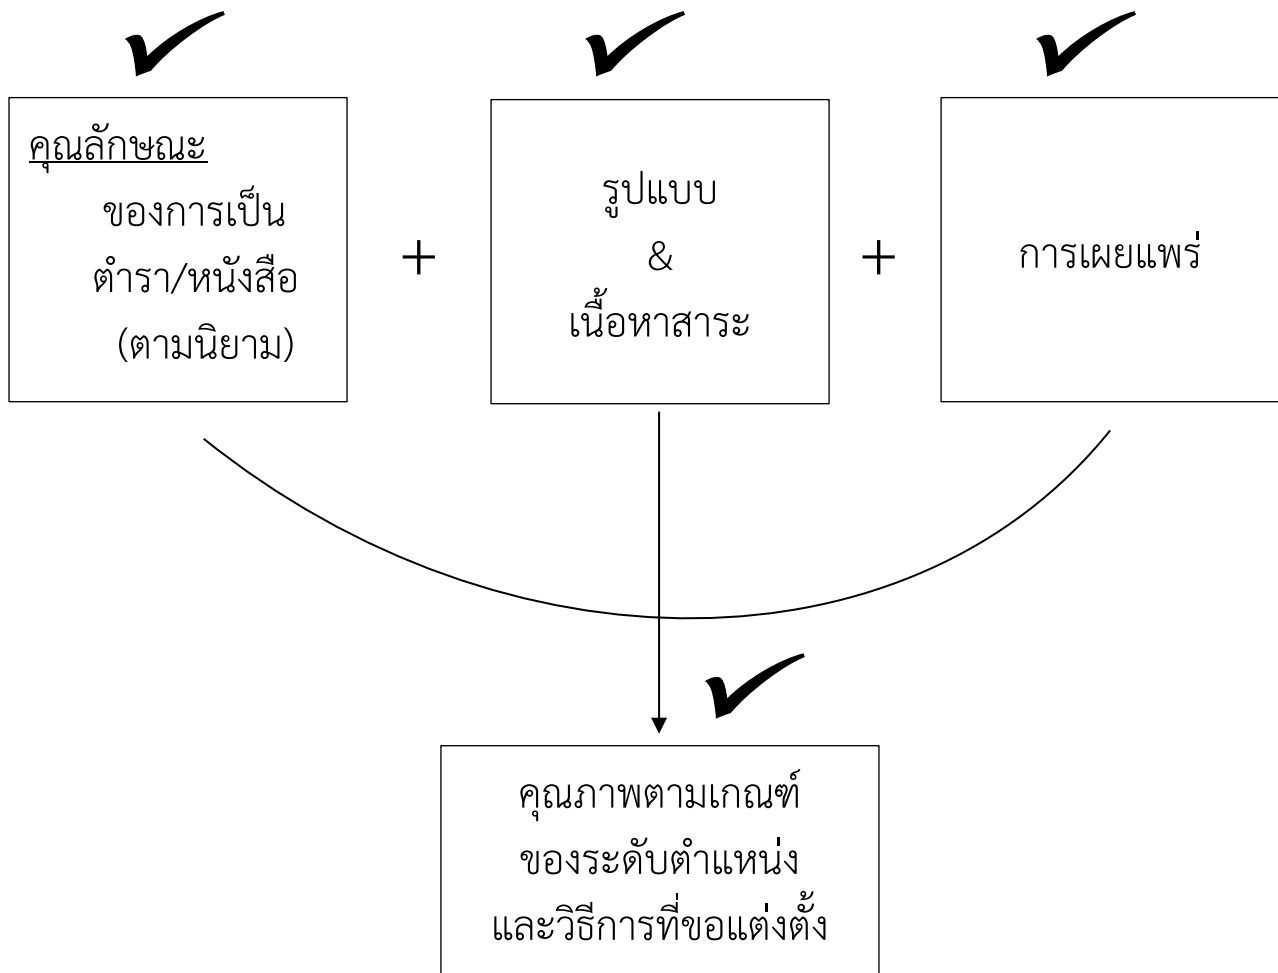 คุณลักษณะ
ของการเป็น
ตำรา/หนังสือ
(ตามนิยาม)
+
รูปแบบ
&
เนื้อหาสาระ
+
การเผยแพร่
คุณภาพตามเกณฑ์
ของระดับตำแหน่ง
และวิธีการที่ขอแต่งตั้ง